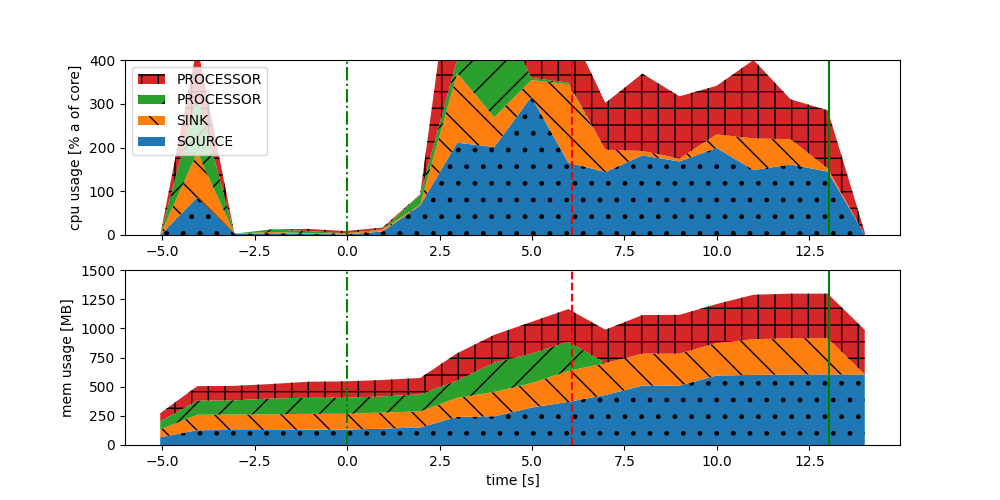 400
300
200
100
0
cpu usage [% a of core]
PROCESSOR
PROCESSOR
SINK
SOURCE
−5.0 −2.5 0.0 2.5 5.0 7.5 10.0 12.5
1500
1250
1000
750
500
250
0
mem usage [MB]
−5.0 −2.5 0.0 2.5 5.0 7.5 10.0 12.5
time [s]